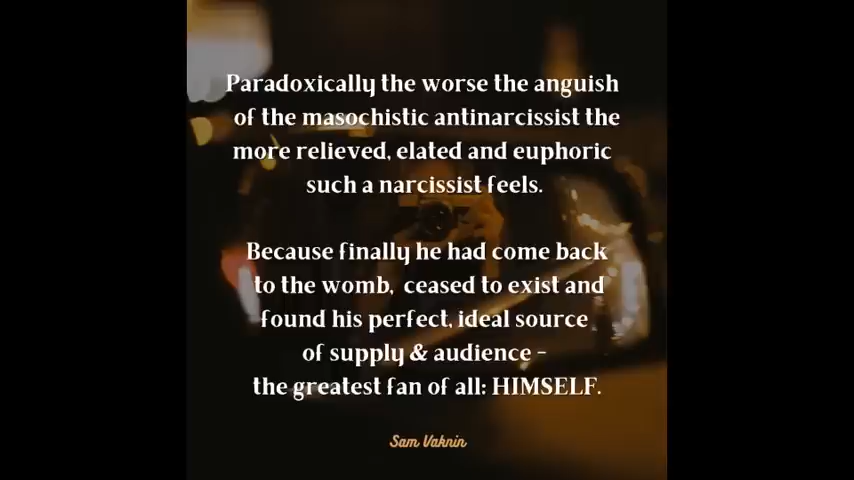 Paradoxically the worse the anguish
of the masochistic antinarcissist the
more relieved, elated and euphoric
such a narcissist feels.
Because finally he had come back
to the womb, ceased to exist and
found his perfect, ideal source
of supply & audience -
the greatest fan of all: HIMSELF.
Sam Vaknin